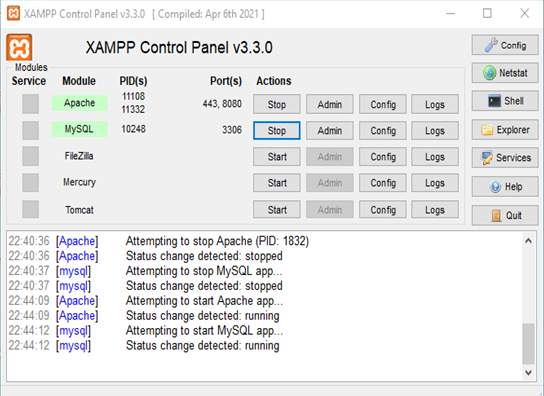 XAMPP Control Panel v3.3.0 [ Compiled: Apr 6th 2021 ]
XAMPP Control Panel v3.3.0
Config
Modules
Service Module PID(s) Port(s) Actions
Apache 11108 11332 443, 8080 Stop Admin Config Logs
MySQL 10248 3306 Stop Admin Config Logs
FileZilla Start Admin Config Logs
Mercury Start Admin Config Logs
Tomcat Start Admin Config Logs
Netstat
Shell
Explorer
Services
Help
Quit
22:40:36 [Apache] Attempting to stop Apache (PID: 1832)
22:40:36 [Apache] Status change detected: stopped
22:40:37 [mysql] Attempting to stop MySQL app...
22:40:37 [mysql] Status change detected: stopped
22:44:09 [Apache] Attempting to start Apache app...
22:44:09 [Apache] Status change detected: running
22:44:12 [mysql] Attempting to start MySQL app...
22:44:12 [mysql] Status change detected: running